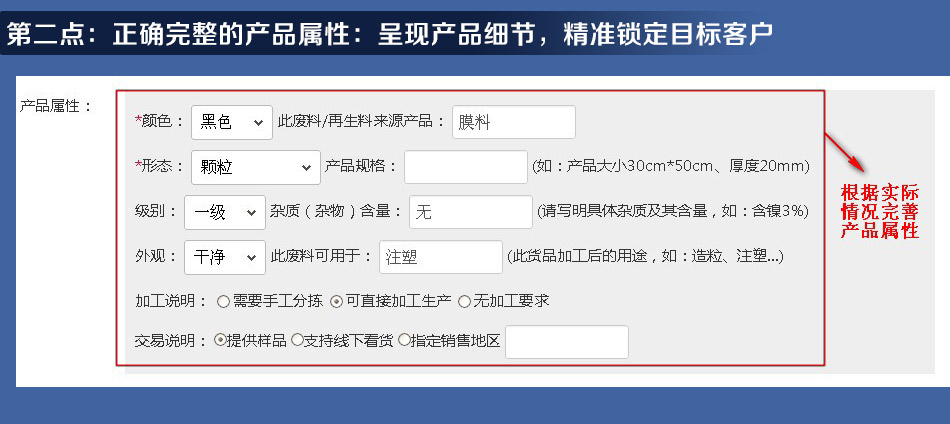 第二点：正确完整的产品属性：呈现产品细节，精准锁定目标客户
产品属性：
*颜色： 黑色 此废料/再生料来源产品： 膜料
*形态： 颗粒 产品规格： (如：产品大小30cm*50cm、厚度20mm)
级别： 一级 杂质（杂物）含量： 无 (请写明具体杂质及其含量，如：含镍3%)
外观： 干净 此废料可用于： 注塑 (此货品加工后的用途，如：造粒、注塑...)
加工说明： 需要手工分拣 可直接加工生产 无加工要求
交易说明： 提供样品 支持线下看货 指定销售地区
根据实际
情况完善
产品属性